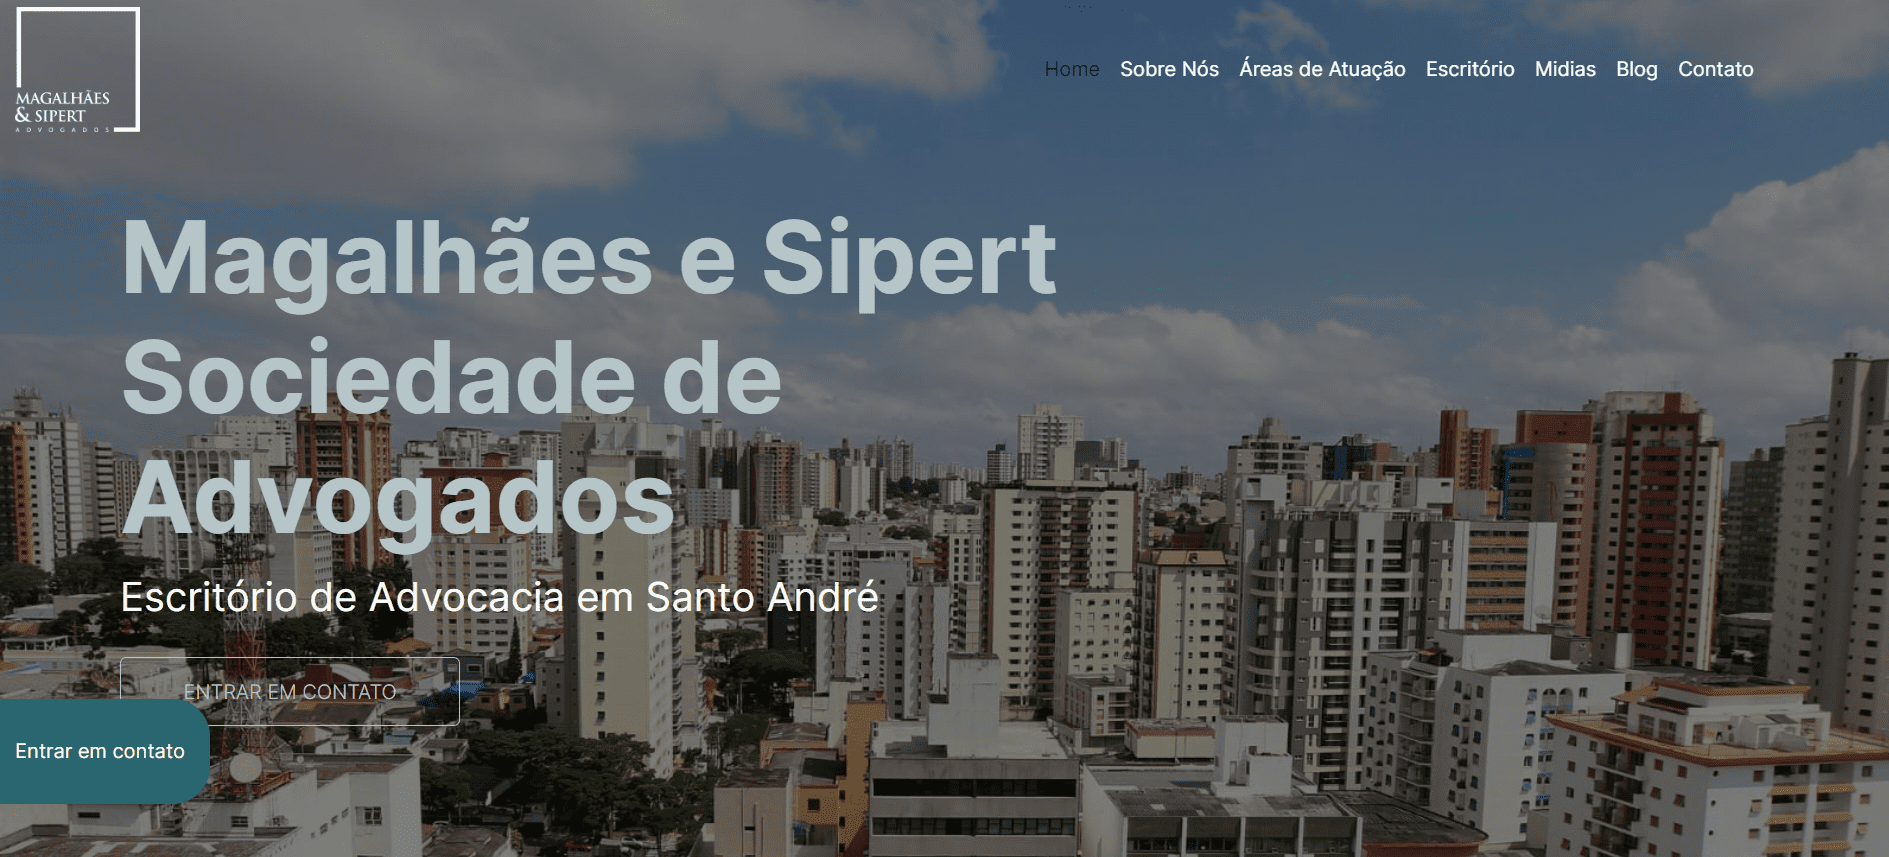 MAGALHÃES
& SIPERT
ADVOGADOS
Home Sobre Nós Áreas de Atuação Escritório Midias Blog Contato
Magalhães e Sipert
Sociedade de
Advogados
Escritório de Advocacia em Santo André
ENTRAR EM CONTATO
Entrar em contato